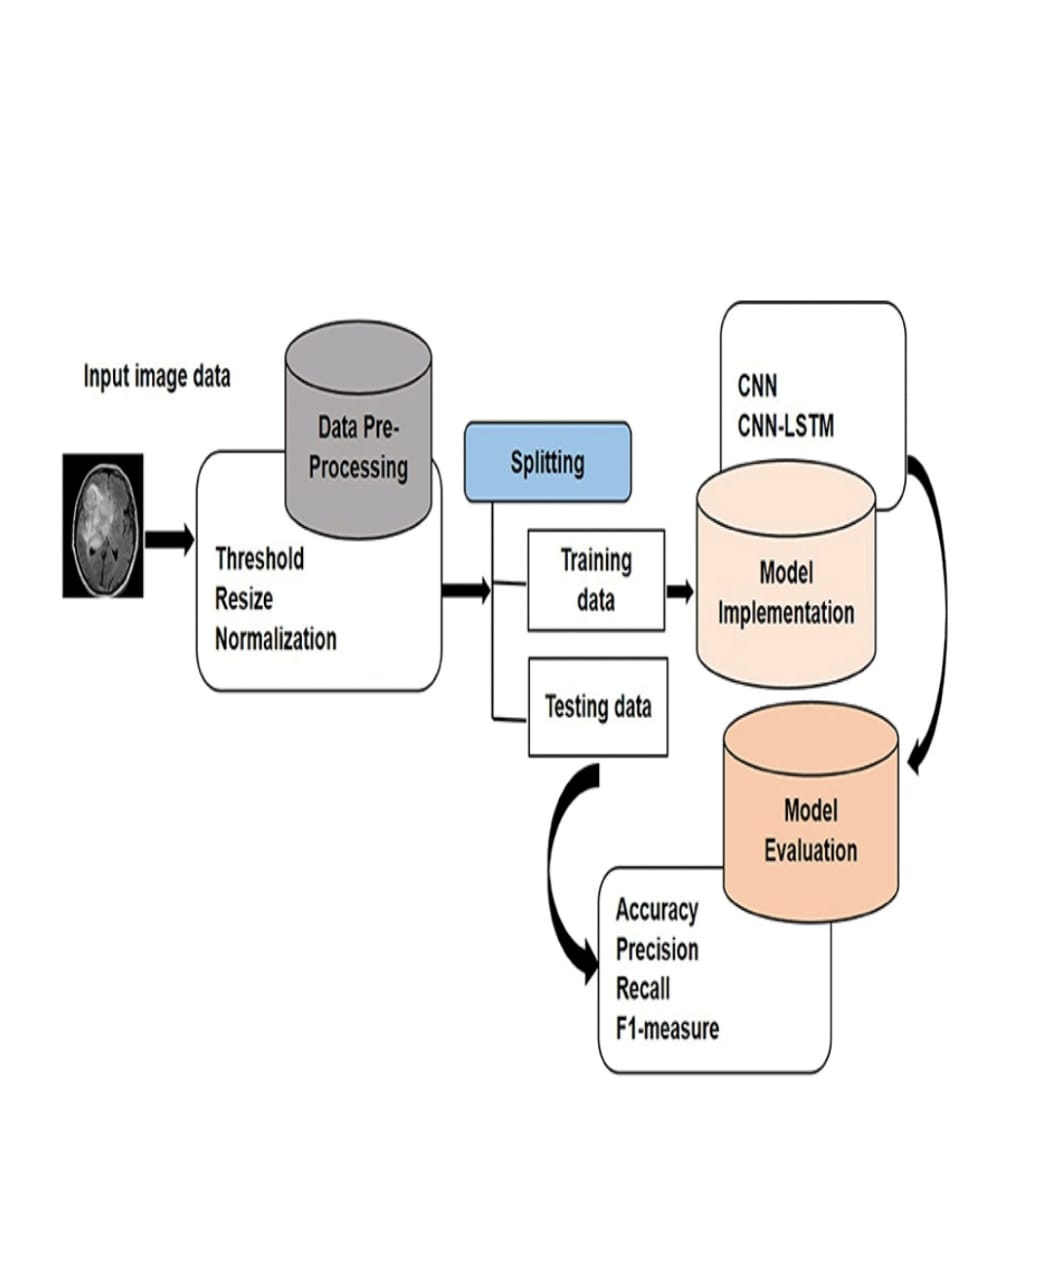 Input image data
Data Pre-
Processing
Threshold
Resize
Normalization
Splitting
Training
data
Testing data
CNN
CNN-LSTM
Model
Implementation
Model
Evaluation
Accuracy
Precision
Recall
F1-measure